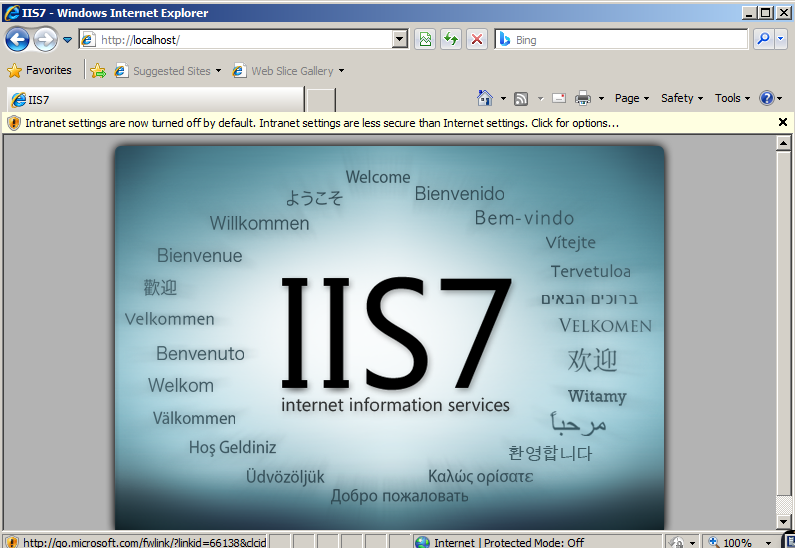 IIS7 - Windows Internet Explorer
http://localhost/
Bing
Favorites Suggested Sites Web Slice Gallery
IIS7
Page Safety Tools
Intranet settings are now turned off by default. Intranet settings are less secure than Internet settings. Click for options...
Welcome
ようこそ
Bienvenido
Willkommen
Bem-vindo
Vítejte
Bienvenue
Tervetuloa
歡迎
ברוכים הבאים
Velkommen
VELKOMEN
Benvenuto
欢迎
Welkom
Witamy
Välkommen
مرحباً
Hoş Geldiniz
환영합니다
Üdvözöljük
Καλώς ορίσατε
Добро пожаловать
IIS7
internet information services
http://go.microsoft.com/fwlink/?linkid=66138&clcid
Internet | Protected Mode: Off
100%